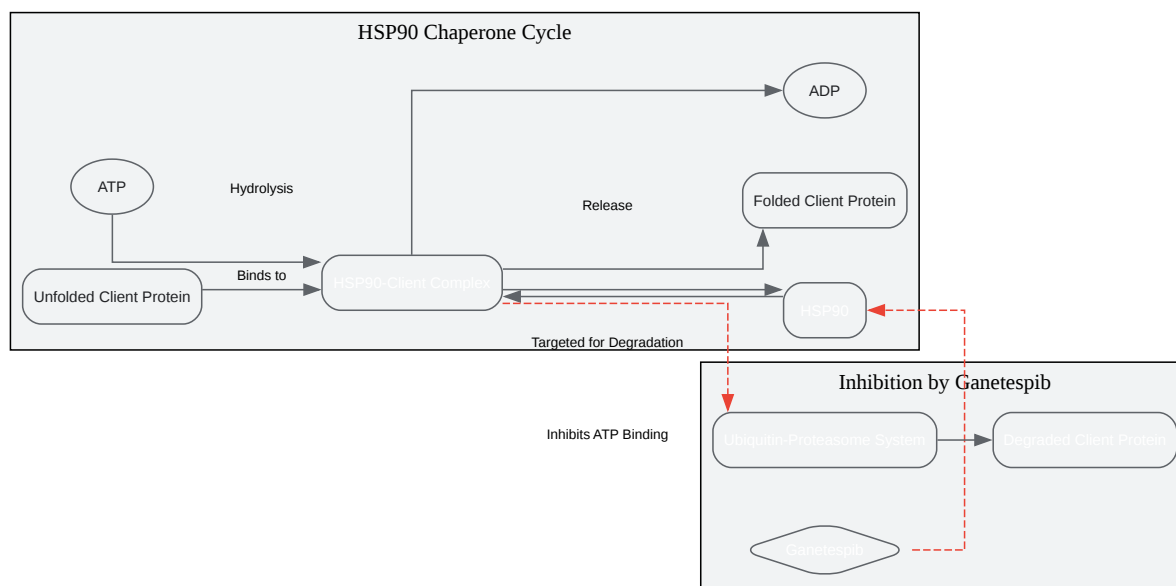 HSP90 Chaperone Cycle
ADP
ATP
Hydrolysis
Release
Folded Client Protein
Binds to
HSP90-Client Complex
Unfolded Client Protein
HSP90
Targeted for Degradation
Inhibition by Ganetespib
Inhibits ATP Binding
Ubiquitin-Proteasome System
Degraded Client Protein
Ganetespib